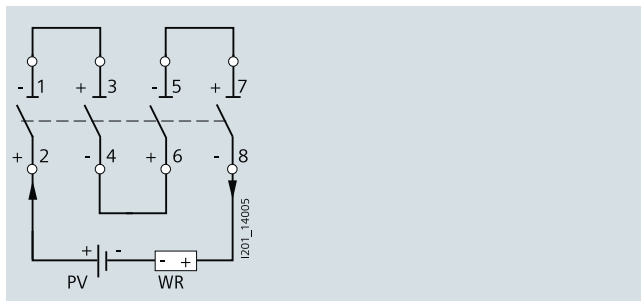 - 1 + 3 - 5 + 7
+ 2 - 4 + 6 - 8
I201_14005
+ - - +
PV WR